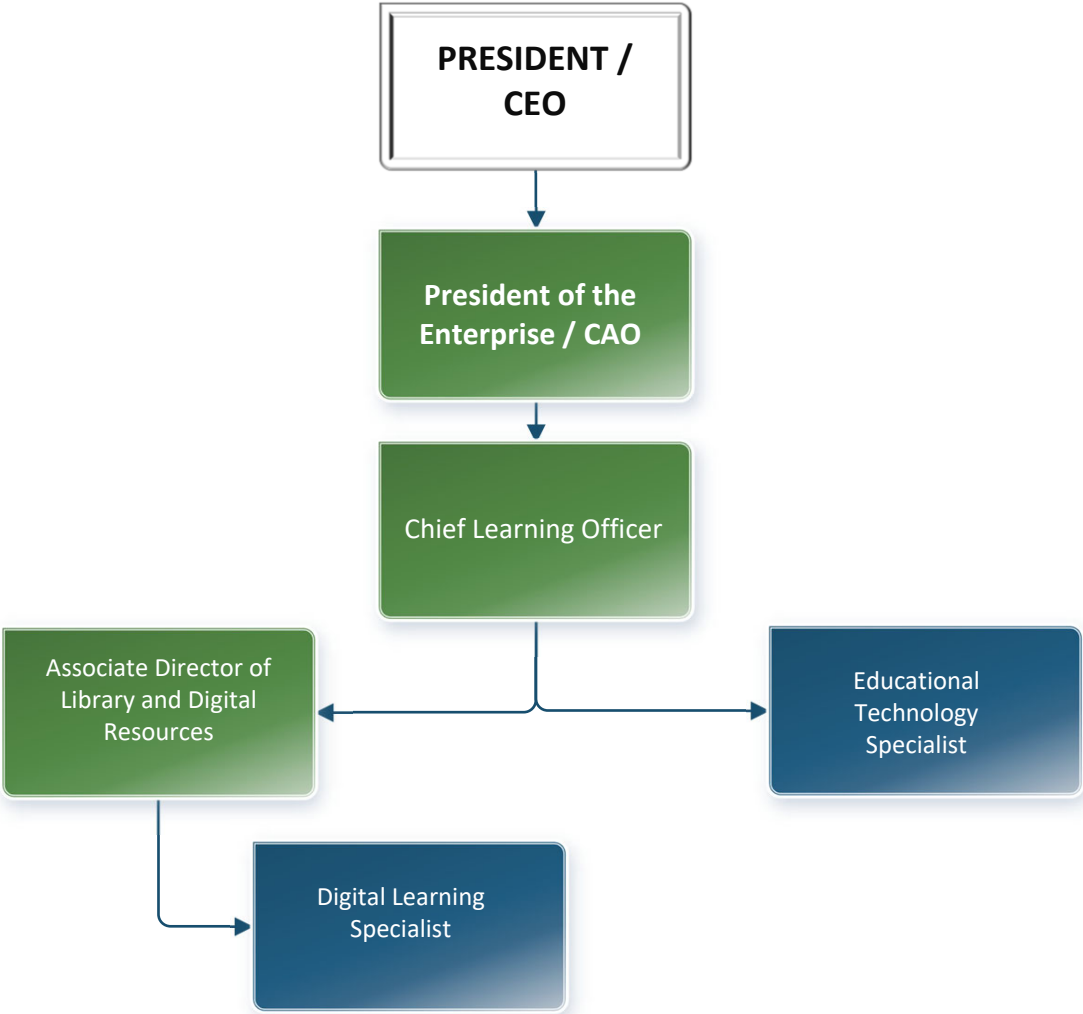 PRESIDENT /
CEO
President of the
Enterprise / CAO
Chief Learning Officer
Associate Director of
Library and Digital
Resources
Educational
Technology
Specialist
Digital Learning
Specialist